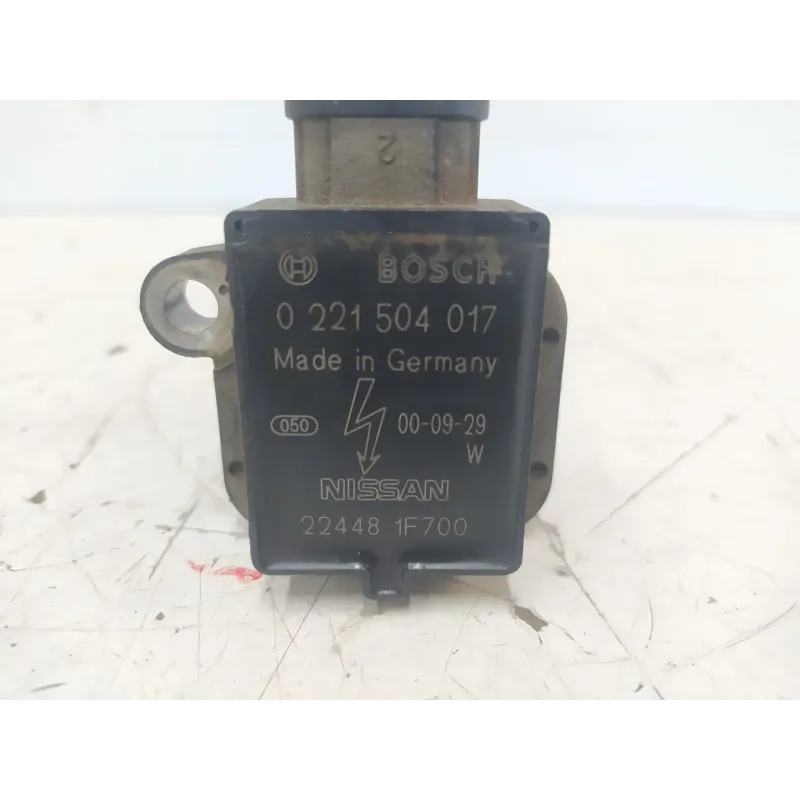 2
BOSCH
0 221 504 017
Made in Germany
050 00-09-29
W
NISSAN
22448 1F700